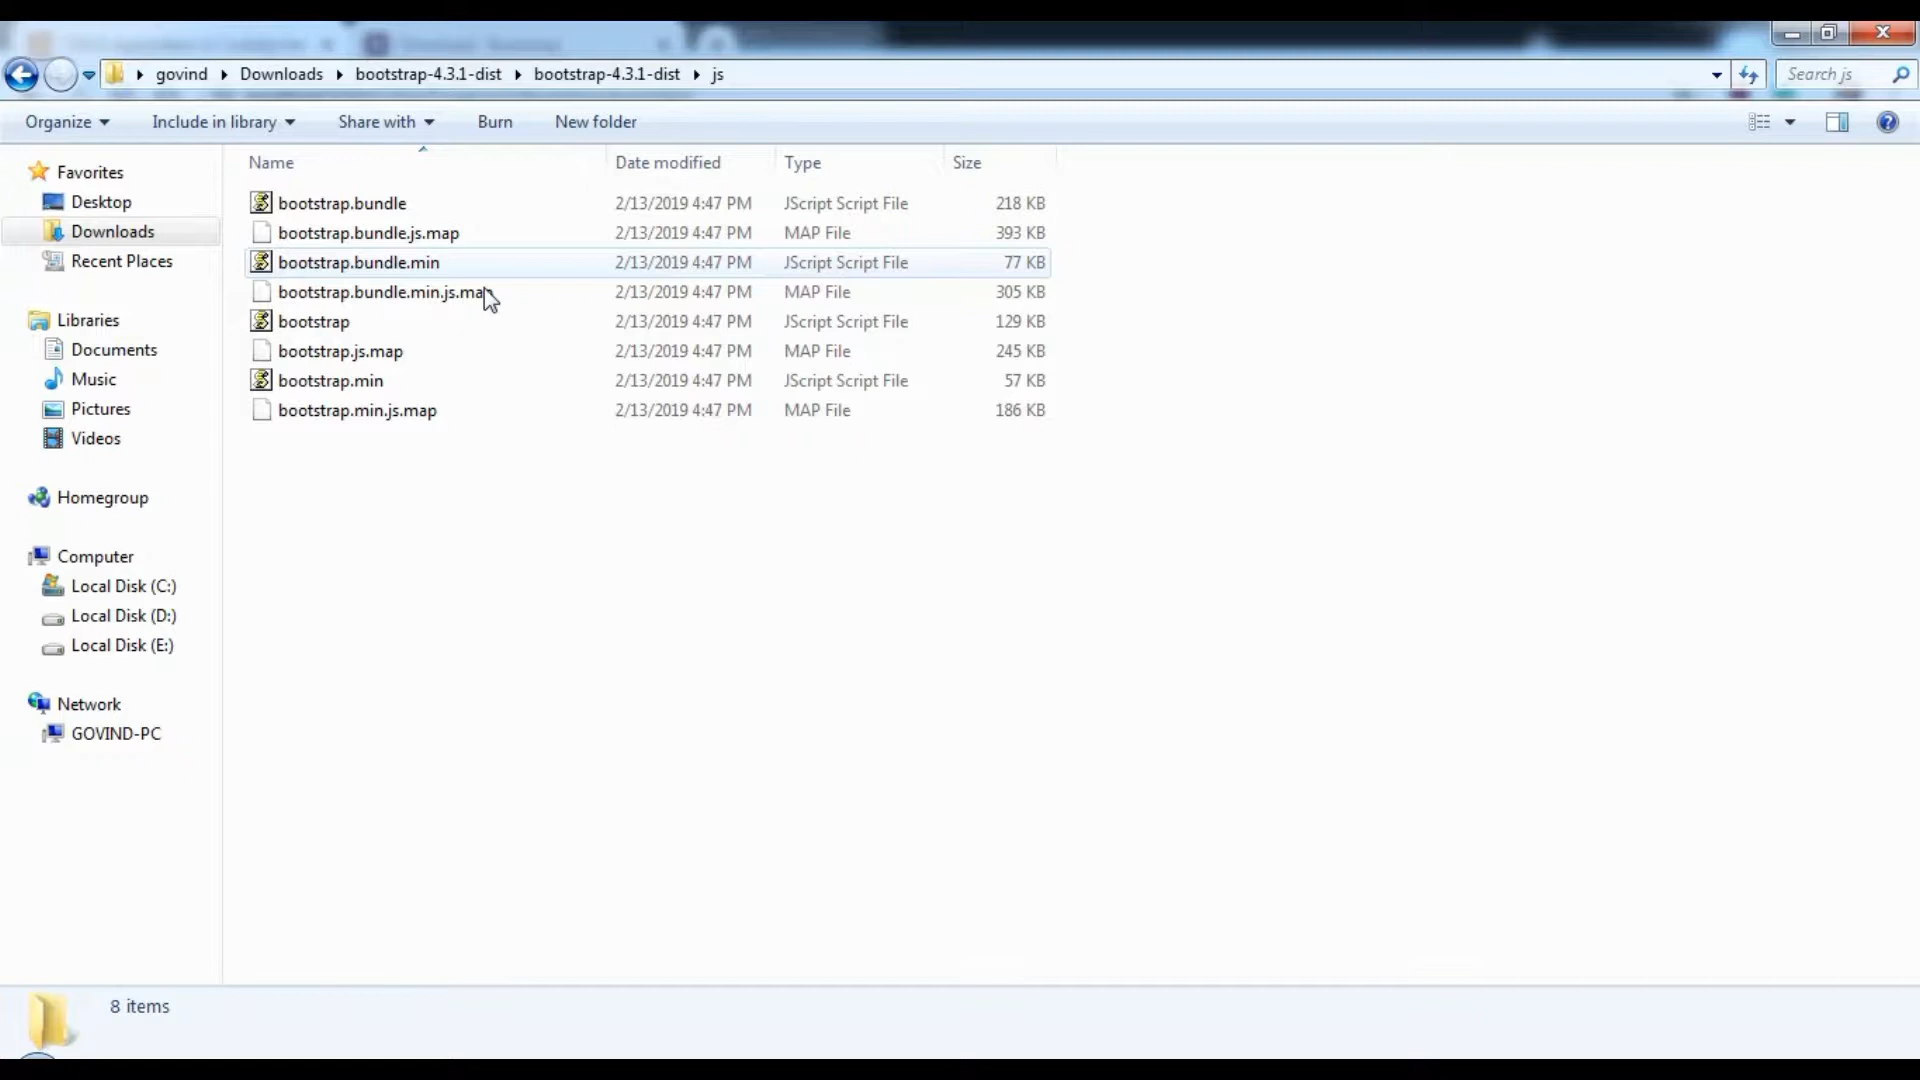 govind Downloads bootstrap-4.3.1-dist bootstrap-4.3.1-dist js Search js
Organize Include in library Share with Burn New folder
Name Date modified Type Size
Favorites
Desktop
Downloads
Recent Places
Libraries
Documents
Music
Pictures
Videos
Homegroup
Computer
Local Disk (C:)
Local Disk (D:)
Local Disk (E:)
Network
GOVIND-PC
bootstrap.bundle 2/13/2019 4:47 PM JScript Script File 218 KB
bootstrap.bundle.js.map 2/13/2019 4:47 PM MAP File 393 KB
bootstrap.bundle.min 2/13/2019 4:47 PM JScript Script File 77 KB
bootstrap.bundle.min.js.map 2/13/2019 4:47 PM MAP File 305 KB
bootstrap 2/13/2019 4:47 PM JScript Script File 129 KB
bootstrap.js.map 2/13/2019 4:47 PM MAP File 245 KB
bootstrap.min 2/13/2019 4:47 PM JScript Script File 57 KB
bootstrap.min.js.map 2/13/2019 4:47 PM MAP File 186 KB
8 items